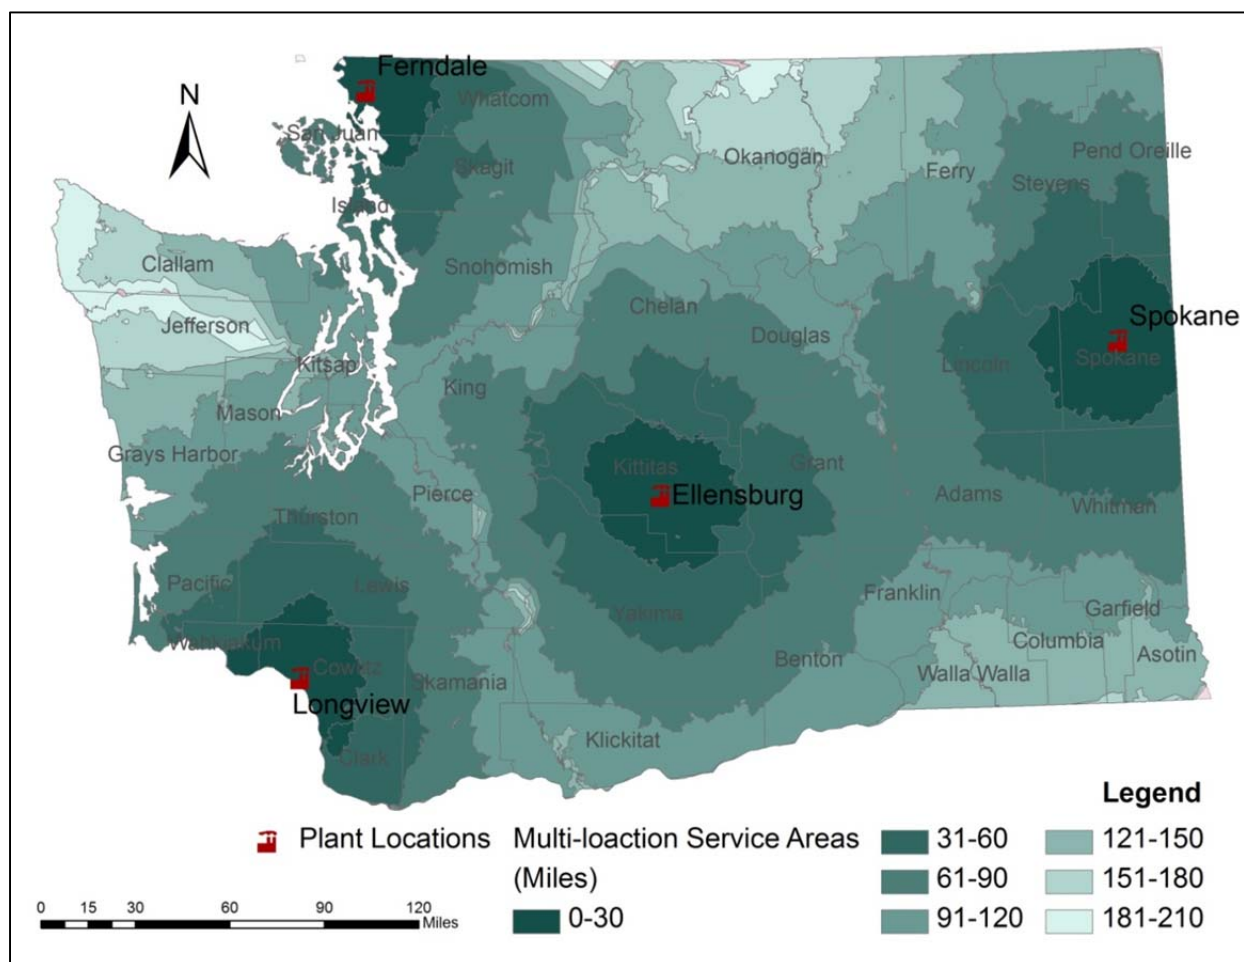 Ferndale
N
Whatcom
San Juan
Okanogan
Pend Oreille
Skagit
Ferry
Stevens
Island
Clallam
Snohomish
Chelan
Jefferson
Douglas
Spokane
Kitsap
Lincoln
Spokane
King
Mason
Grays Harbor
Kittitas
Grant
Ellensburg
Pierce
Adams
Whitman
Thurston
Pacific
Lewis
Franklin
Yakima
Garfield
Wahkiakum
Columbia
Cowlitz
Benton
Asotin
Skamania
Walla Walla
Longview
Klickitat
Clark
Legend
Plant Locations
Multi-loaction Service Areas
(Miles)
0-30
31-60
61-90
91-120
121-150
151-180
181-210
0 15 30 60 90 120
Miles